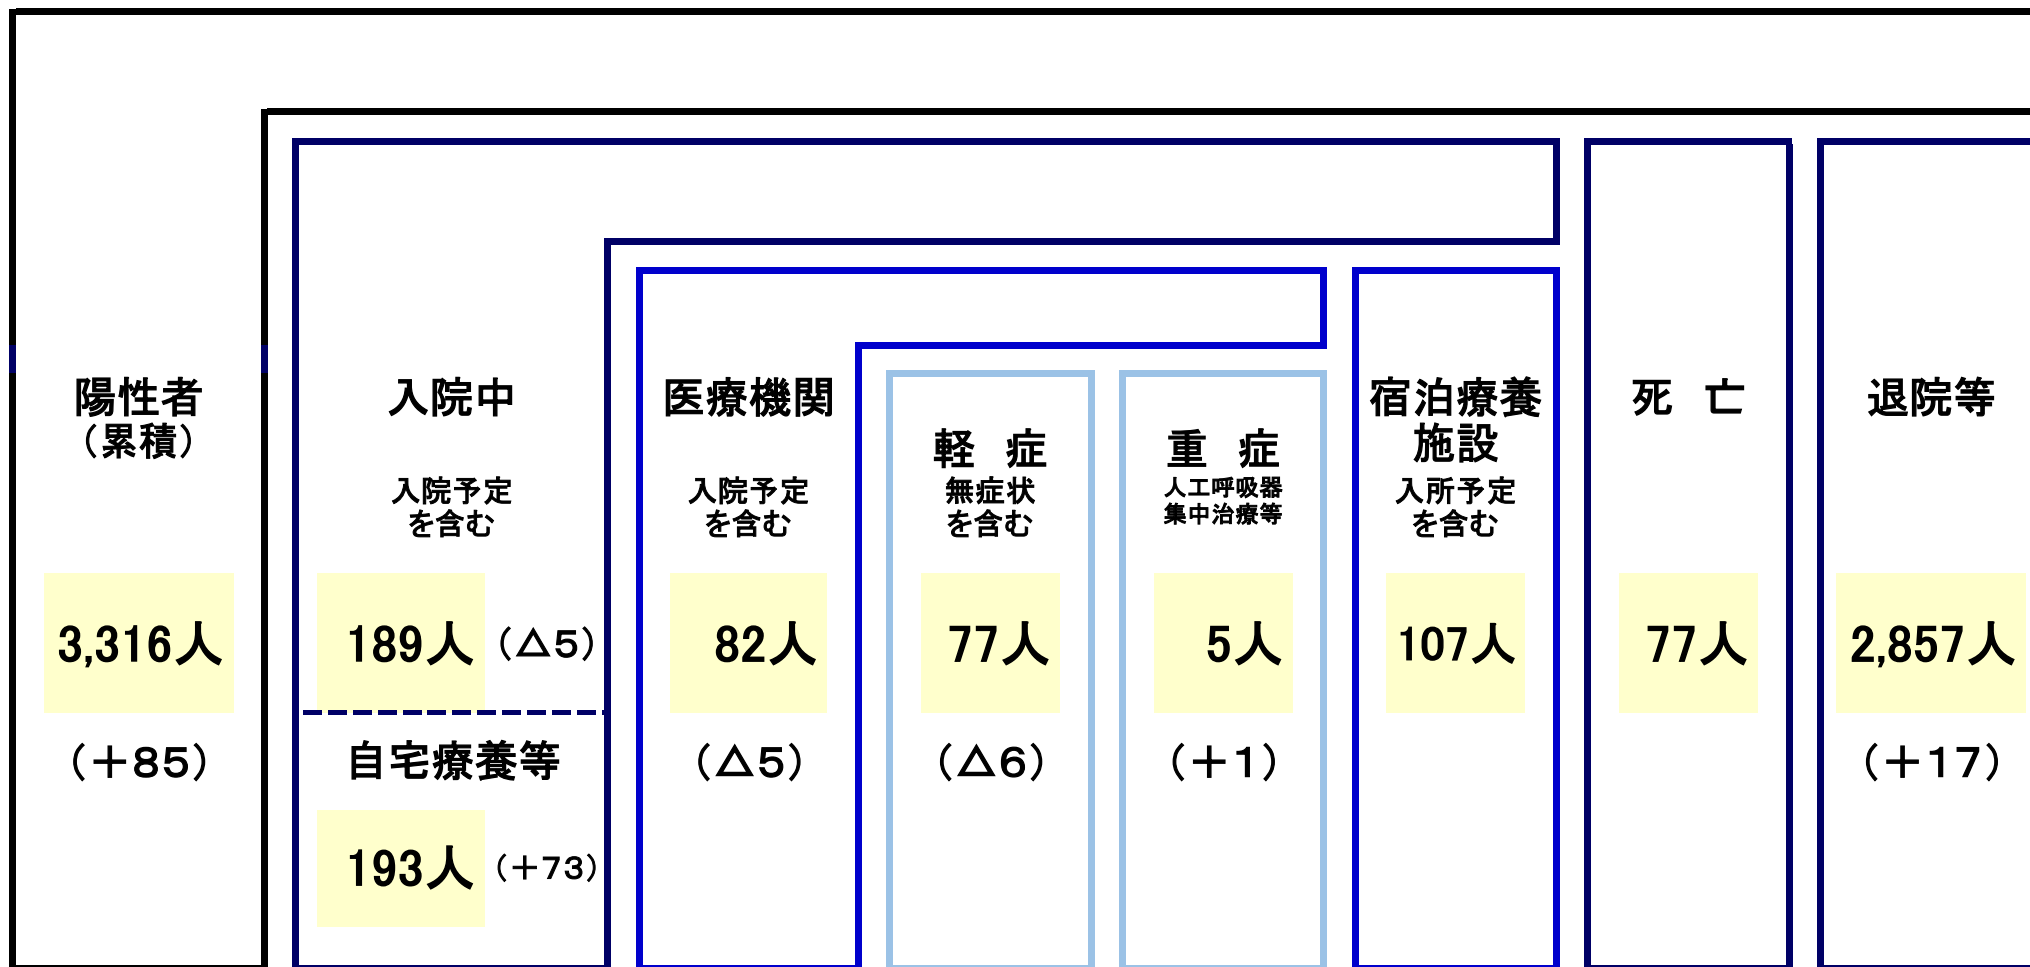 陽性者
（累積）
3,316人
（＋85）
入院中
入院予定
を含む
189人 （△5）
自宅療養等
193人 （＋73）
医療機関
入院予定
を含む
82人
（△5）
軽 症
無症状
を含む
77人
（△6）
重 症
人工呼吸器
集中治療等
5人
（＋1）
宿泊療養
施設
入所予定
を含む
107人
死 亡
77人
退院等
2,857人
（＋17）